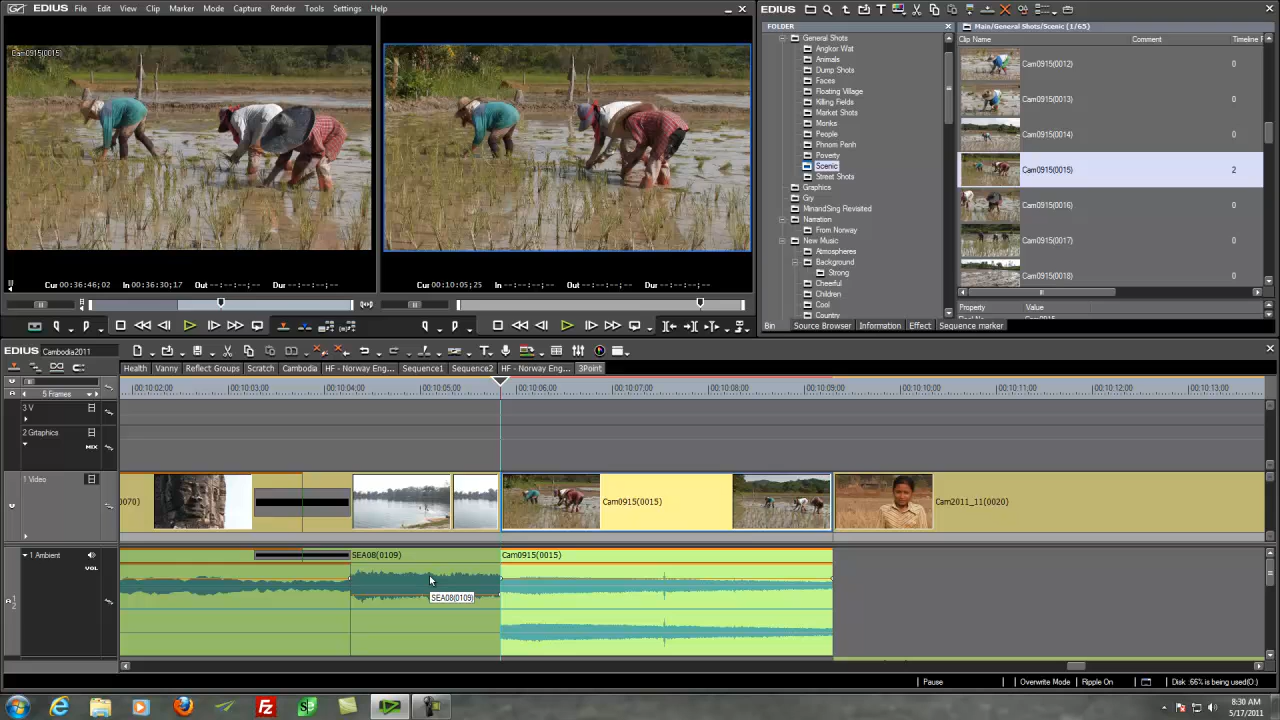 EDIUS File Edit View Clip Marker Mode Capture Render Tools Settings Help
Cam0915(0015)
Cur 00:36:46;02 In 00:36:30;17 Out --:--:--;-- Dur --:--:--;--
Cur 00:10:05;25 In --:--:--;-- Out --:--:--;-- Dur --:--:--;--
EDIUS
FOLDER
General Shots
Angkor Wat
Animals
Dump Shots
Faces
Floating Village
Killing Fields
Market Shots
Monks
People
Phnom Penh
Poverty
Scenic
Street Shots
Graphics
Gry
MinandSing Revisited
Narration
From Norway
New Music
Atmospheres
Background
Strong
Cheerful
Children
Cool
Country
Main/General Shots/Scenic (1/65)
Clip Name Comment Timeline F
Cam0915(0012) 0
Cam0915(0013) 0
Cam0915(0014) 0
Cam0915(0015) 2
Cam0915(0016) 0
Cam0915(0017) 0
Cam0915(0018) 0
Property Value
Bin Source Browser Information Effect Sequence marker
EDIUS Cambodia2011
Health Vanny Reflect Groups Scratch Cambodia HF - Norway Eng... Sequence1 Sequence2 HF - Norway Eng... 3Point
5 Frames
00:10:02;00 00:10:03;00 00:10:04;00 00:10:05;00 00:10:06;00 00:10:07;00 00:10:08;00 00:10:09;00 00:10:10;00 00:10:11;00 00:10:12;00 00:10:13;00
3 V
2 Graphics
MIX
1 Video
0070) Cam0915(0015) Cam2011_11(0020)
1 Ambient
VOL
1
2
SEA08(0109) Cam0915(0015)
SEA08(0109)
Pause Overwrite Mode Ripple On Disk :66% is being used(O:)
8:30 AM
5/17/2011